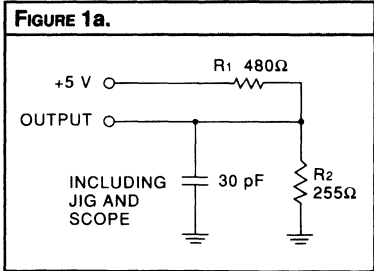 FIGURE 1a.
R1 480Ω
+5 V
OUTPUT
INCLUDING
JIG AND
SCOPE
30 pF
R2
255Ω